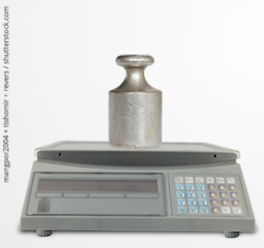 mangpor2004 + tishomir + revers / shutterstock.com